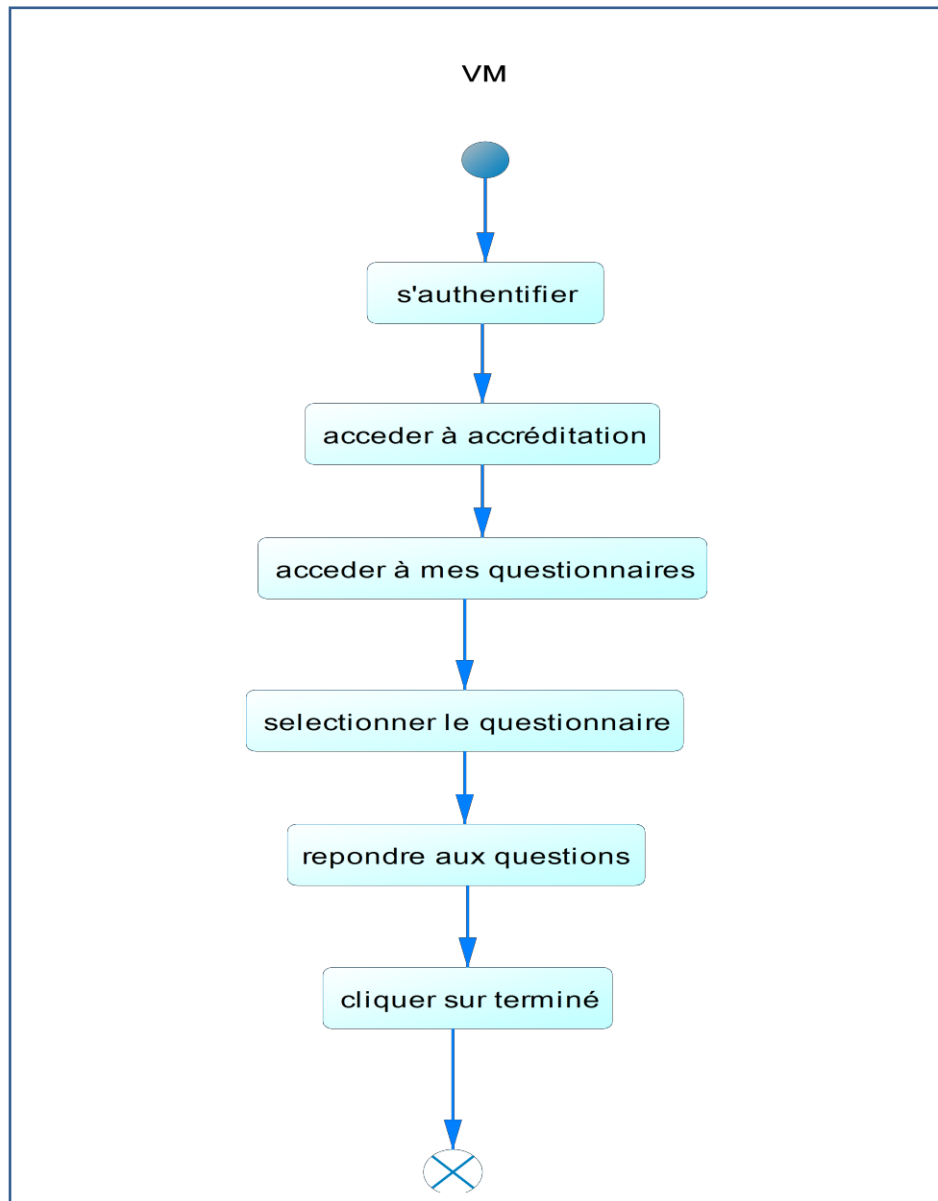 VM
s'authentifier
acceder à accréditation
acceder à mes questionnaires
selectionner le questionnaire
repondre aux questions
cliquer sur terminé